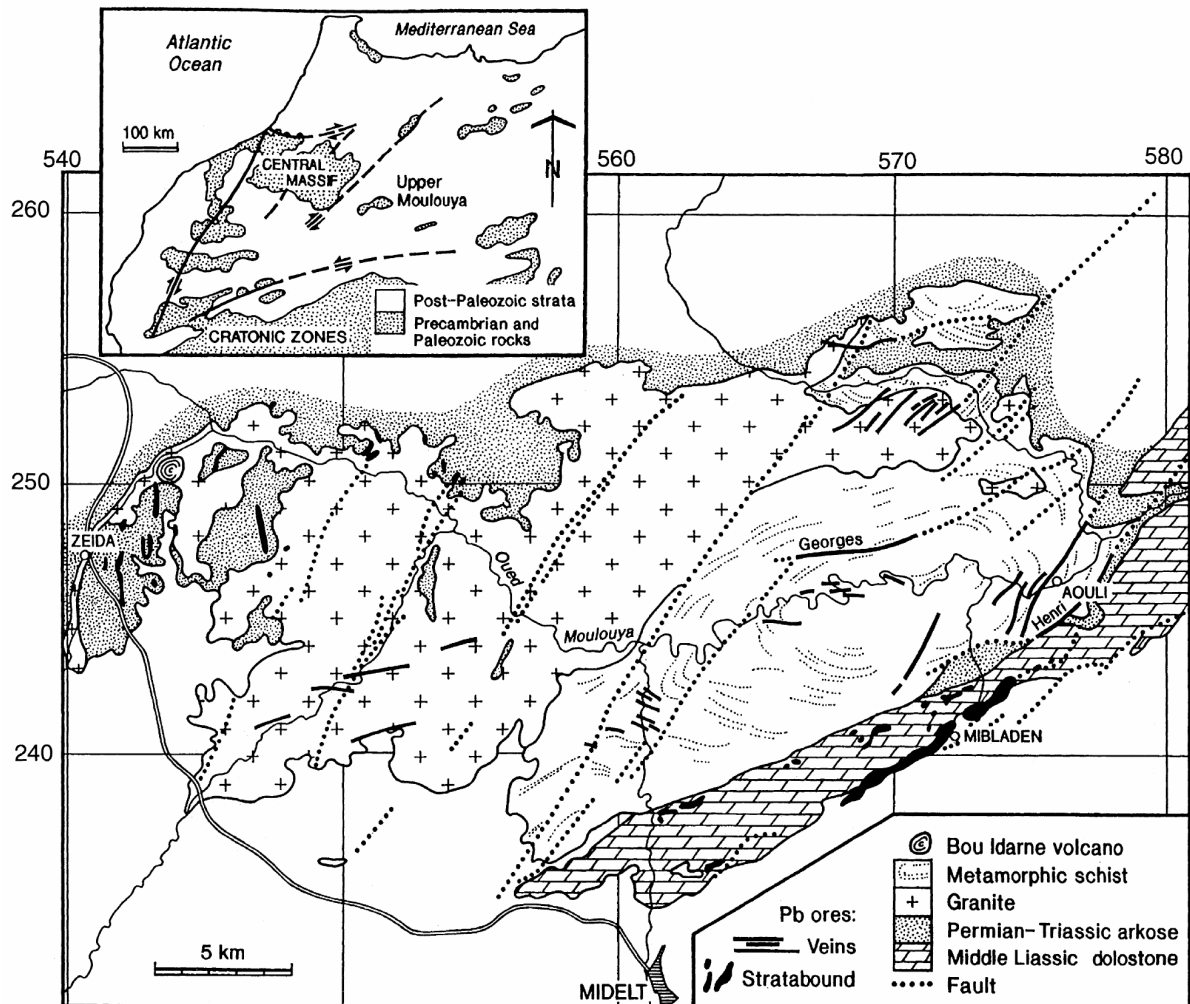 Atlantic
Ocean
Mediterranean Sea
100 km
CENTRAL
MASSIF
Upper
Moulouya
N
Post-Paleozoic strata
Precambrian and
Paleozoic rocks
CRATONIC ZONES
540
560
570
580
260
250
240
ZEIDA
Oued
Moulouya
Georges
AOULI
Henri
MIBLADEN
5 km
MIDELT
Pb ores:
Veins
Stratabound
Bou Idarne volcano
Metamorphic schist
Granite
Permian-Triassic arkose
Middle Liassic dolostone
Fault